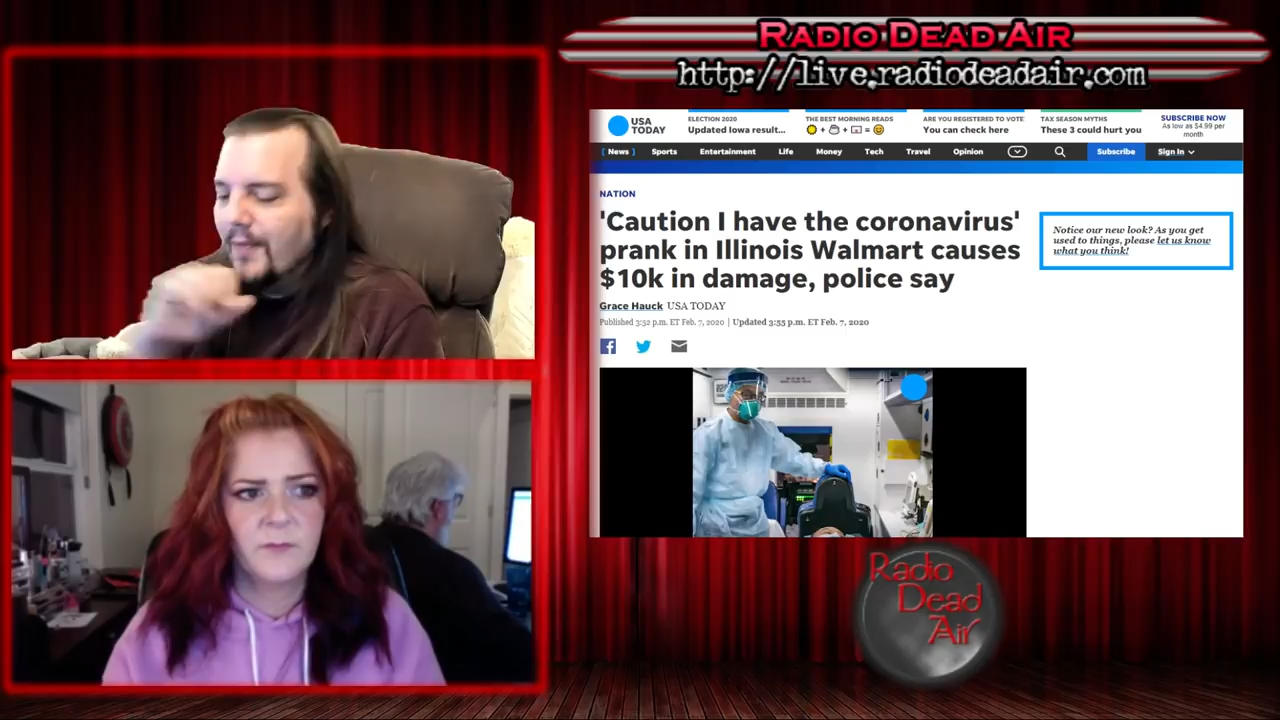 RADIO DEAD AIR
http://live.radiodeadair.com
USA
TODAY
ELECTION 2020
Updated Iowa result...
THE BEST MORNING READS
+ + =
ARE YOU REGISTERED TO VOTE
You can check here
TAX SEASON MYTHS
These 3 could hurt you
SUBSCRIBE NOW
As low as $4.99 per
month
[ News ] Sports Entertainment Life Money Tech Travel Opinion Subscribe Sign In
NATION
'Caution I have the coronavirus'
prank in Illinois Walmart causes
$10k in damage, police say
Grace Hauck USA TODAY
Published 3:52 p.m. ET Feb. 7, 2020 | Updated 3:55 p.m. ET Feb. 7, 2020
Notice our new look? As you get
used to things, please let us know
what you think!
Radio
Dead
Air